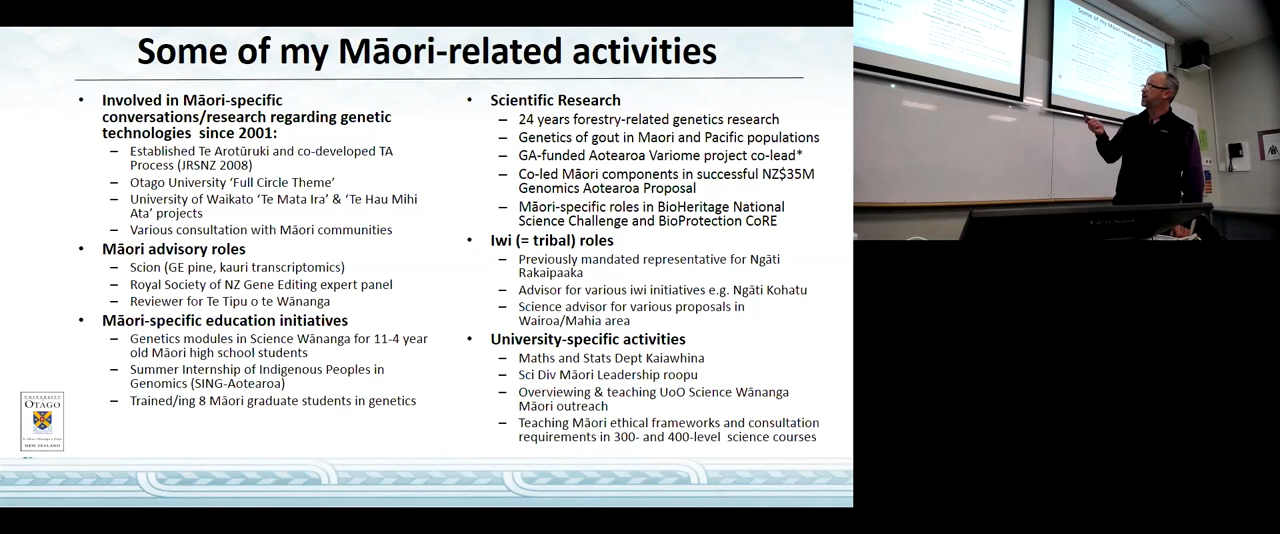 Some of my Māori-related activities
• Involved in Māori-specific
conversations/research regarding genetic
technologies since 2001:
– Established Te Arotūruki and co-developed TA
Process (JRSNZ 2008)
– Otago University ‘Full Circle Theme’
– University of Waikato ‘Te Mata Ira’ & ‘Te Hau Mihi
Ata’ projects
– Various consultation with Māori communities
• Māori advisory roles
– Scion (GE pine, kauri transcriptomics)
– Royal Society of NZ Gene Editing expert panel
– Reviewer for Te Tipu o te Wānanga
• Māori-specific education initiatives
– Genetics modules in Science Wānanga for 11-4 year
old Māori high school students
– Summer Internship of Indigenous Peoples in
Genomics (SING-Aotearoa)
– Trained/ing 8 Māori graduate students in genetics
• Scientific Research
– 24 years forestry-related genetics research
– Genetics of gout in Maori and Pacific populations
– GA-funded Aotearoa Variome project co-lead*
– Co-led Māori components in successful NZ$35M
Genomics Aotearoa Proposal
– Māori-specific roles in BioHeritage National
Science Challenge and BioProtection CoRE
• Iwi (= tribal) roles
– Previously mandated representative for Ngāti
Rakaipaaka
– Advisor for various iwi initiatives e.g. Ngāti Kohatu
– Science advisor for various proposals in
Wairoa/Mahia area
• University-specific activities
– Maths and Stats Dept Kaiawhina
– Sci Div Māori Leadership roopu
– Overviewing & teaching UoO Science Wānanga
Māori outreach
– Teaching Māori ethical frameworks and consultation
requirements in 300- and 400-level science courses
UNIVERSITY
OTAGO
NEW ZEALAND
Some of my Māori-related activities